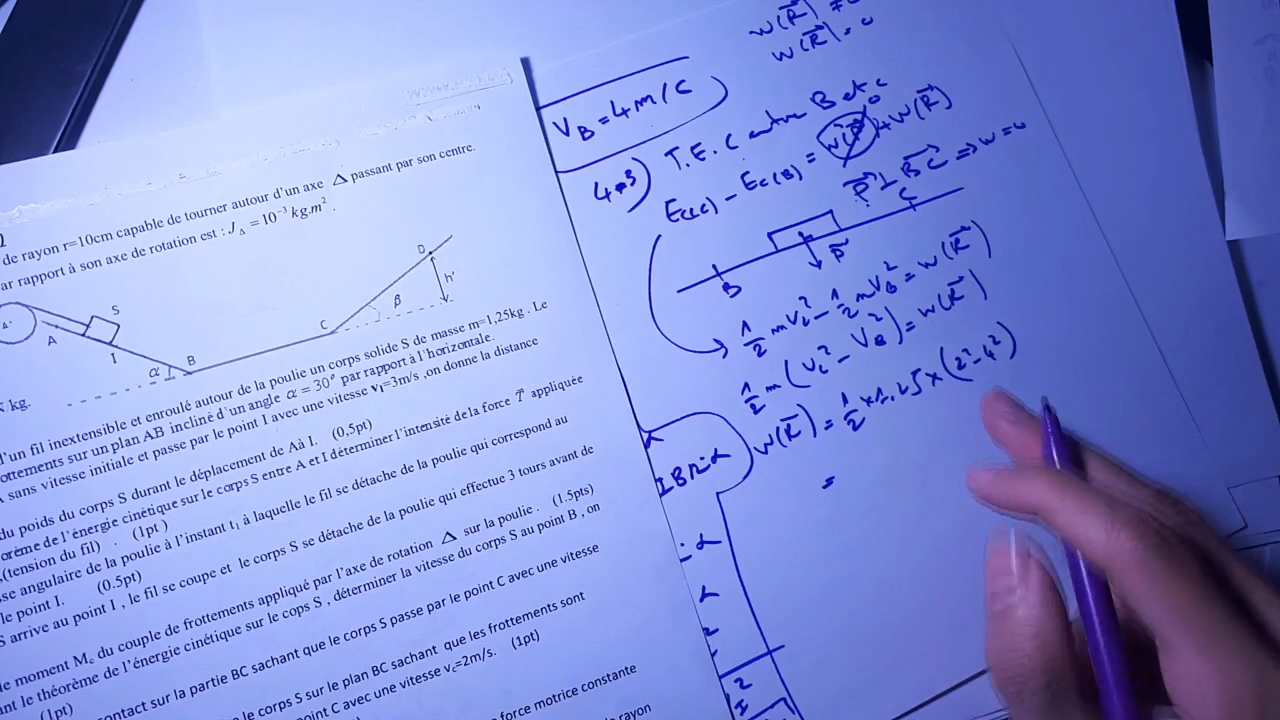 de rayon r=10cm capable de tourner autour d'un axe Δ passant par son centre.
ar rapport à son axe de rotation est : J_Δ = 10⁻³ kg.m² .
S
A
I
α
B
C
β
D
h'
kg.
d'un fil inextensible et enroulé autour de la poulie un corps solide S de masse m=1,25kg . Le
ottements sur un plan AB incliné d'un angle α = 30° par rapport à l'horizontale.
sans vitesse initiale et passe par le point I avec une vitesse v₁=3m/s ,on donne la distance
du poids du corps S durant le déplacement de Aà I. (0,5pt)
orème de l'énergie cinétique sur le corps S entre A et I déterminer l'intensité de la force T⃗ appliquée
,(tension du fil) . (1pt )
sse angulaire de la poulie à l'instant t₁ à laquelle le fil se détache de la poulie qui correspond au
le point I. (0.5pt)
S arrive au point I , le fil se coupe et le corps S se détache de la poulie qui effectue 3 tours avant de
le moment M_c du couple de frottements appliqué par l'axe de rotation Δ sur la poulie . (1.5pts)
ant le théorème de l'énergie cinétique sur le cops S , déterminer la vitesse du corps S au point B , on
(1pt)
ontact sur la partie BC sachant que le corps S passe par le point C avec une vitesse
le corps S sur le plan BC sachant que les frottements sont
point C avec une vitesse v_c=2m/s. (1pt)
force motrice constante
rayon
W(R⃗)
W(R⃗) = 0
V_B = 4 m/s
T.E.C entre B et C
Ec(C) - Ec(B) = W(P⃗) + W(R⃗)
0
P⃗ ⊥ BC⃗ => W = 0
B
P⃗
C
1/2 mVc² - 1/2 mV_B² = W(R⃗)
1/2 m (Vc² - V_B²) = W(R⃗)
W(R⃗) = 1/2 × 1,25 × (2² - 4²)
=